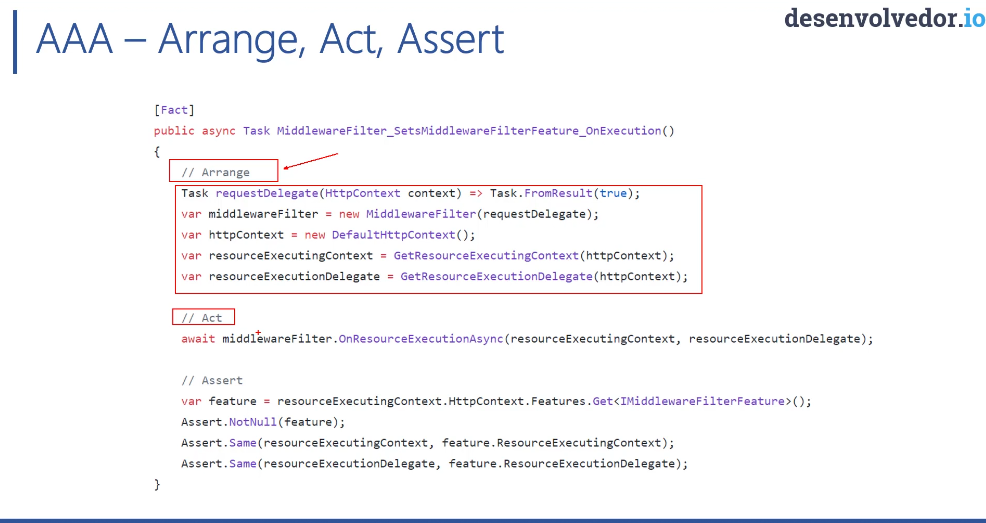 desenvolvedor.io
AAA – Arrange, Act, Assert
[Fact]
public async Task MiddlewareFilter_SetsMiddlewareFilterFeature_OnExecution()
{
// Arrange
Task requestDelegate(HttpContext context) => Task.FromResult(true);
var middlewareFilter = new MiddlewareFilter(requestDelegate);
var httpContext = new DefaultHttpContext();
var resourceExecutingContext = GetResourceExecutingContext(httpContext);
var resourceExecutionDelegate = GetResourceExecutionDelegate(httpContext);
// Act
await middlewareFilter.OnResourceExecutionAsync(resourceExecutingContext, resourceExecutionDelegate);
// Assert
var feature = resourceExecutingContext.HttpContext.Features.Get<IMiddlewareFilterFeature>();
Assert.NotNull(feature);
Assert.Same(resourceExecutingContext, feature.ResourceExecutingContext);
Assert.Same(resourceExecutionDelegate, feature.ResourceExecutionDelegate);
}